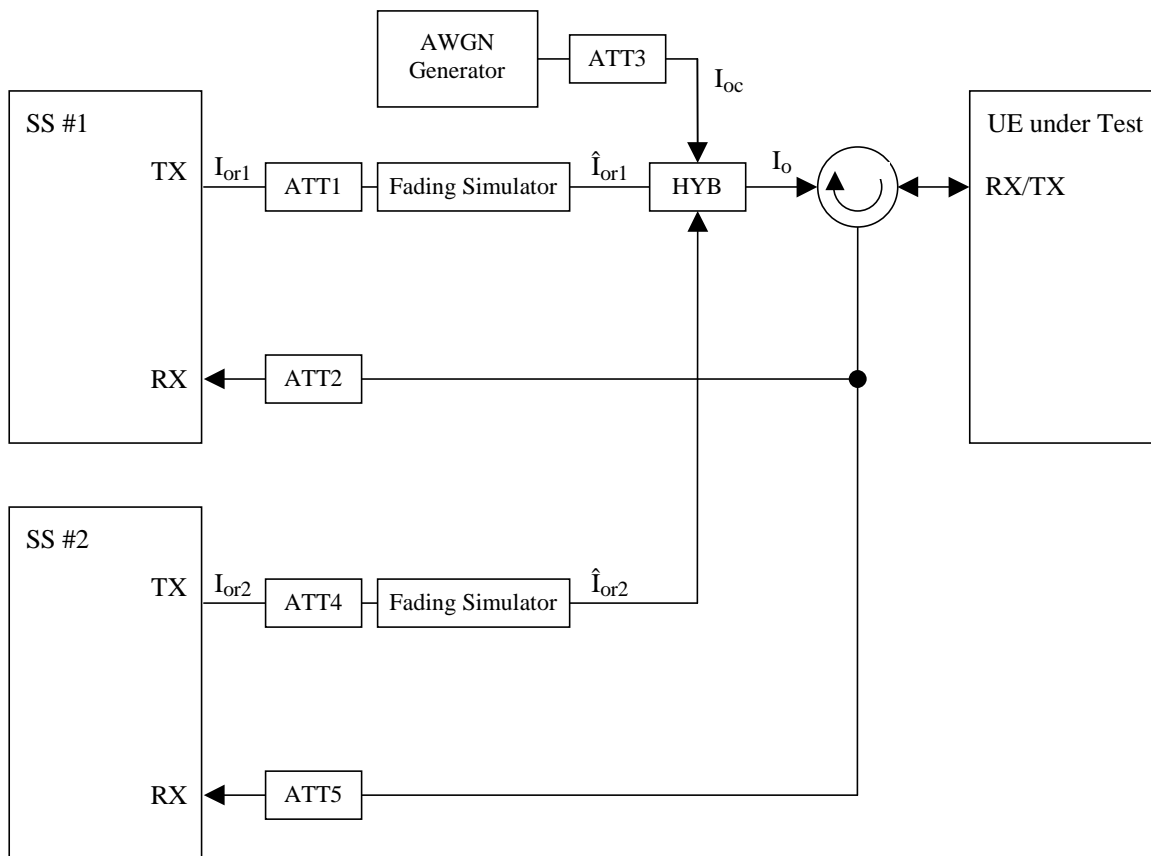 AWGN
Generator
ATT3
I_oc
SS #1
UE under Test
TX
I_or1
ATT1
Fading Simulator
Î_or1
HYB
I_o
RX/TX
RX
ATT2
SS #2
TX
I_or2
ATT4
Fading Simulator
Î_or2
RX
ATT5